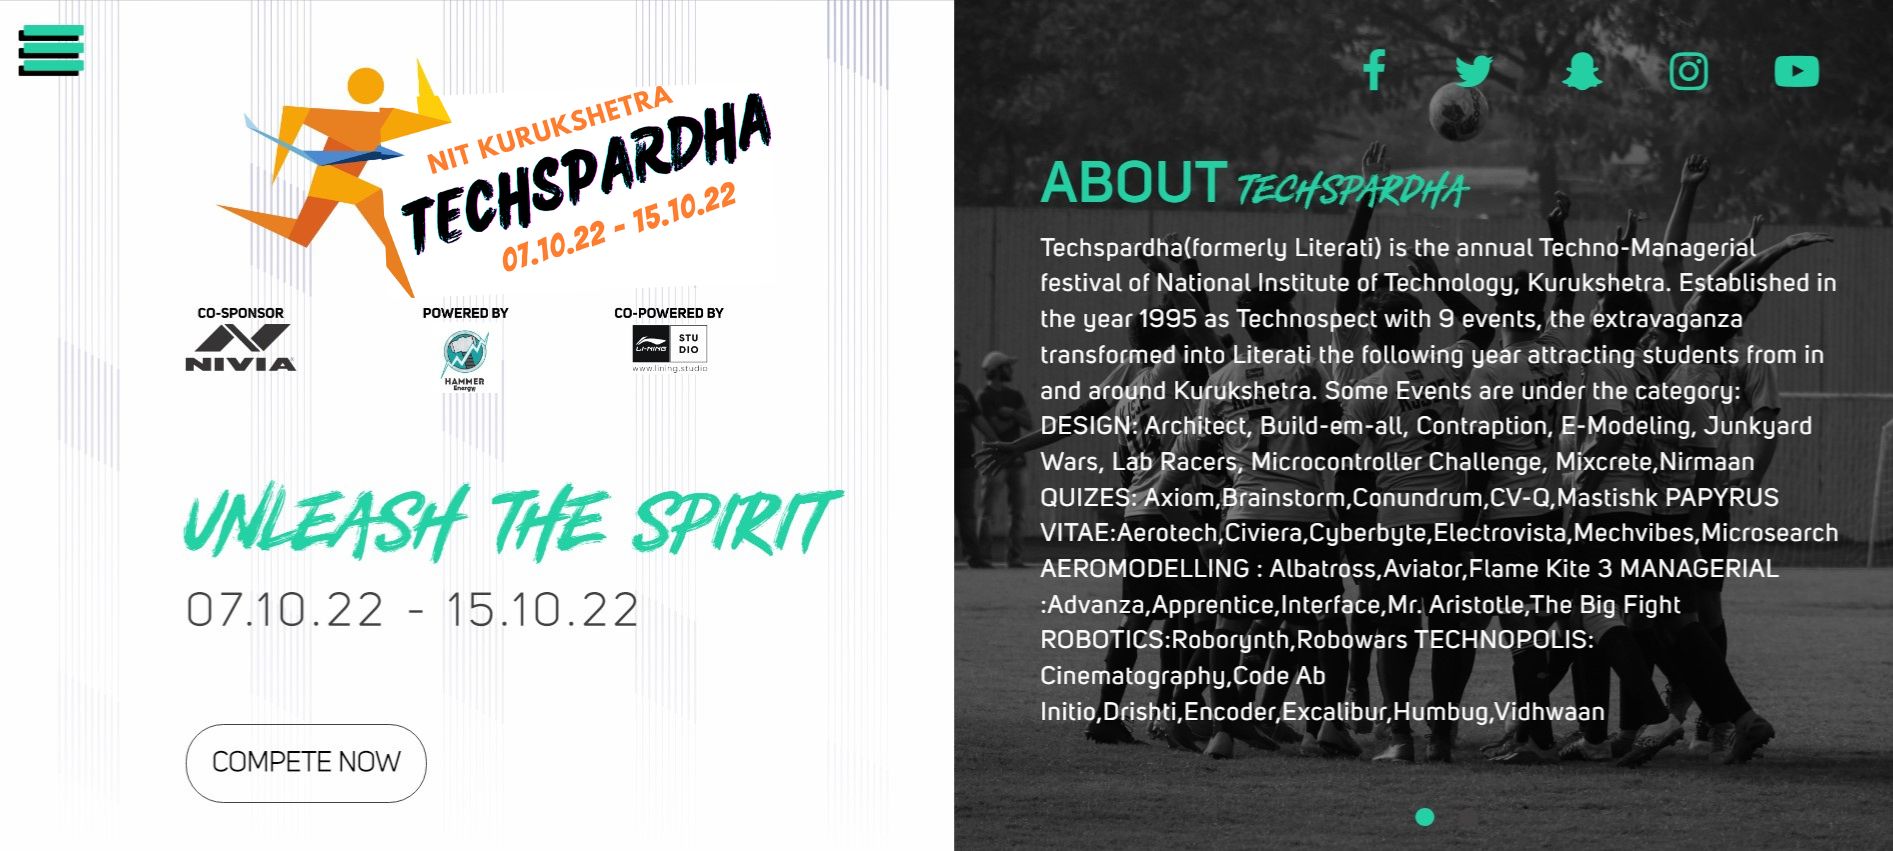 NIT KURUKSHETRA
TECHSPARDHA
07.10.22 - 15.10.22
CO-SPONSOR
NIVIA
POWERED BY
HAMMER
Energy
CO-POWERED BY
LI-NING
STU
DIO
www.lining.studio
UNLEASH THE SPIRIT
07.10.22 - 15.10.22
COMPETE NOW
ABOUT TECHSPARDHA
Techspardha(formerly Literati) is the annual Techno-Managerial
festival of National Institute of Technology, Kurukshetra. Established in
the year 1995 as Technospect with 9 events, the extravaganza
transformed into Literati the following year attracting students from in
and around Kurukshetra. Some Events are under the category:
DESIGN: Architect, Build-em-all, Contraption, E-Modeling, Junkyard
Wars, Lab Racers, Microcontroller Challenge, Mixcrete,Nirmaan
QUIZES: Axiom,Brainstorm,Conundrum,CV-Q,Mastishk PAPYRUS
VITAE:Aerotech,Civiera,Cyberbyte,Electrovista,Mechvibes,Microsearch
AEROMODELLING : Albatross,Aviator,Flame Kite 3 MANAGERIAL
:Advanza,Apprentice,Interface,Mr. Aristotle,The Big Fight
ROBOTICS:Roborynth,Robowars TECHNOPOLIS:
Cinematography,Code Ab
Initio,Drishti,Encoder,Excalibur,Humbug,Vidhwaan